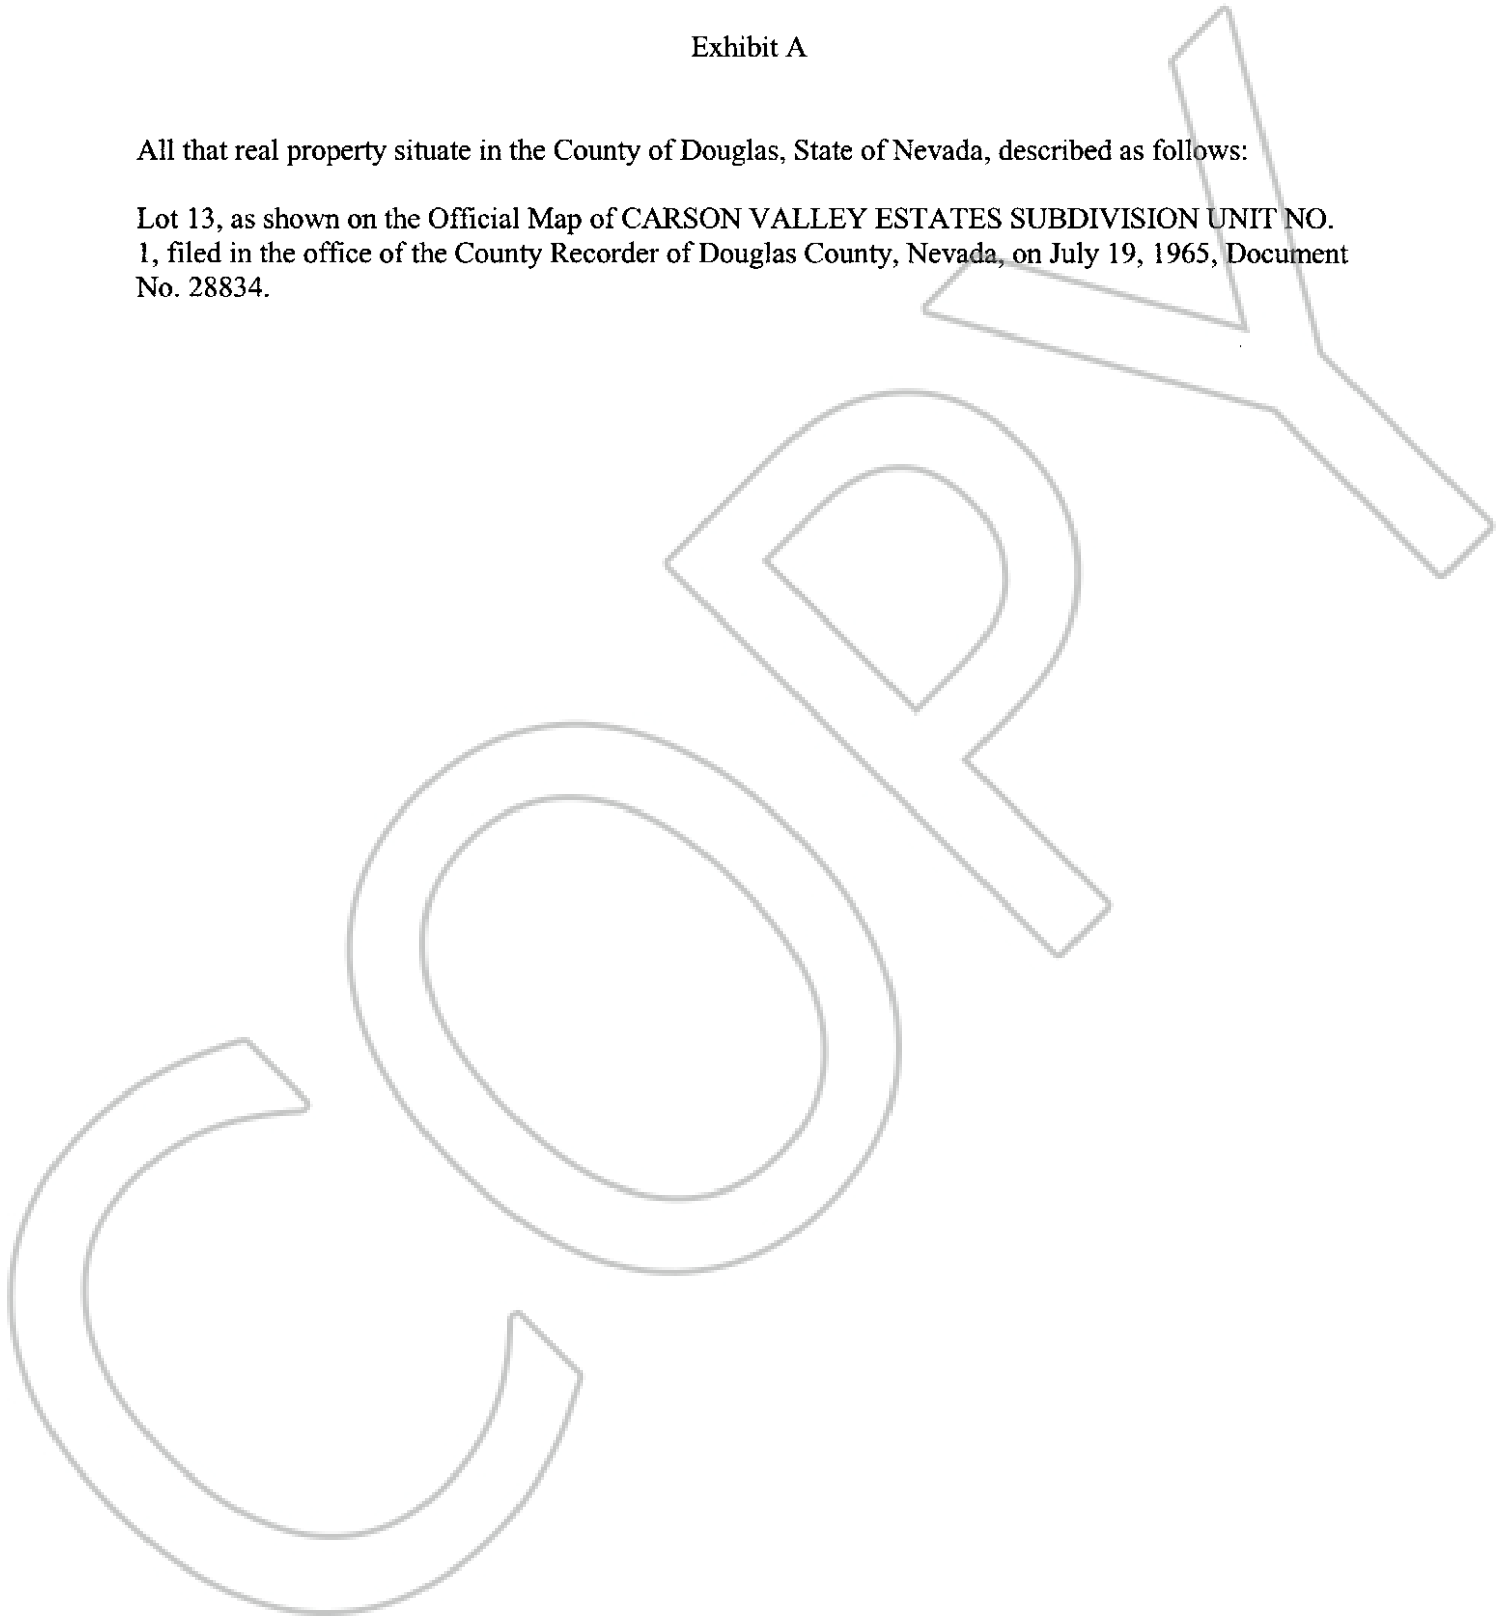 Exhibit A
All that real property situate in the County of Douglas, State of Nevada, described as follows:
Lot 13, as shown on the Official Map of CARSON VALLEY ESTATES SUBDIVISION UNIT NO.
1, filed in the office of the County Recorder of Douglas County, Nevada, on July 19, 1965, Document
No. 28834.
COPY